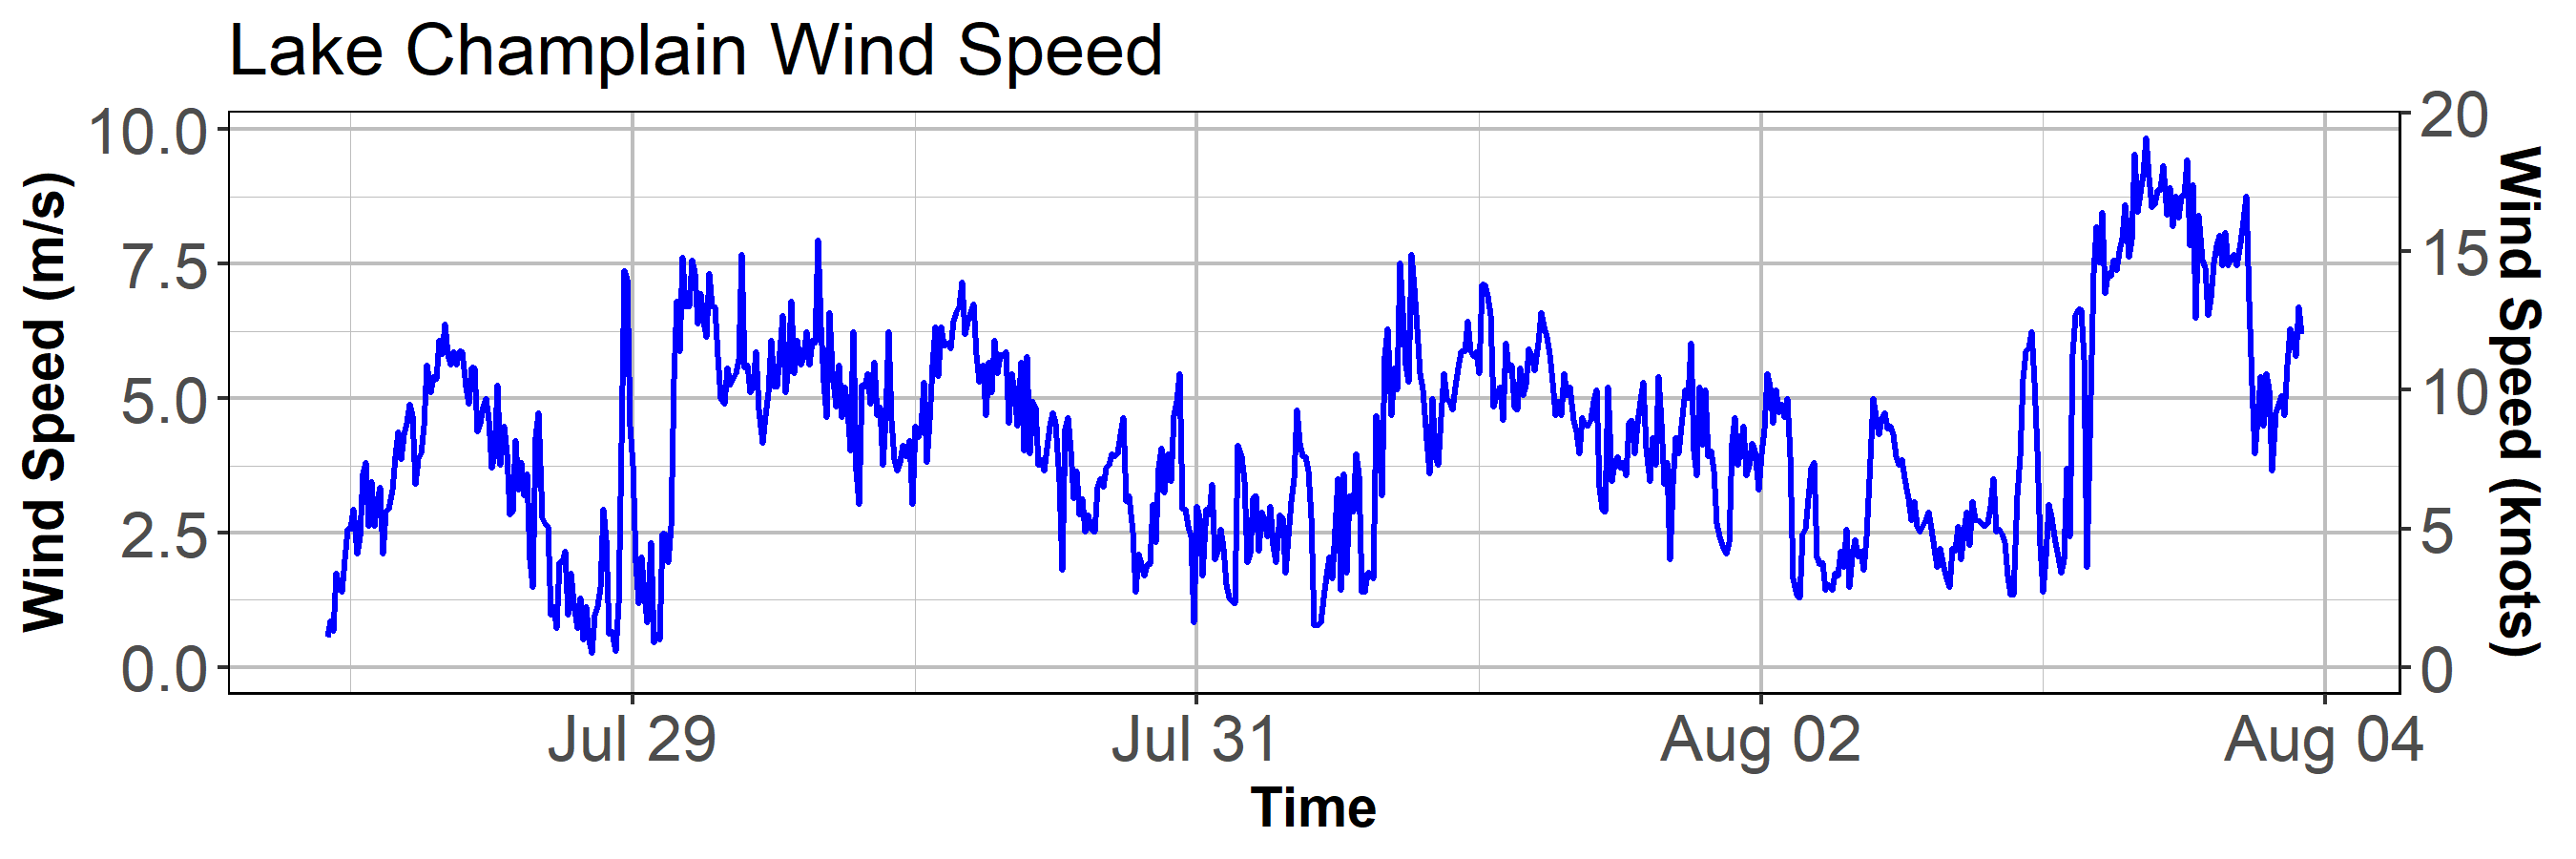 Lake Champlain Wind Speed
Wind Speed (m/s)
10.0
7.5
5.0
2.5
0.0
20
15
10
5
0
Wind Speed (knots)
Jul 29
Jul 31
Aug 02
Aug 04
Time